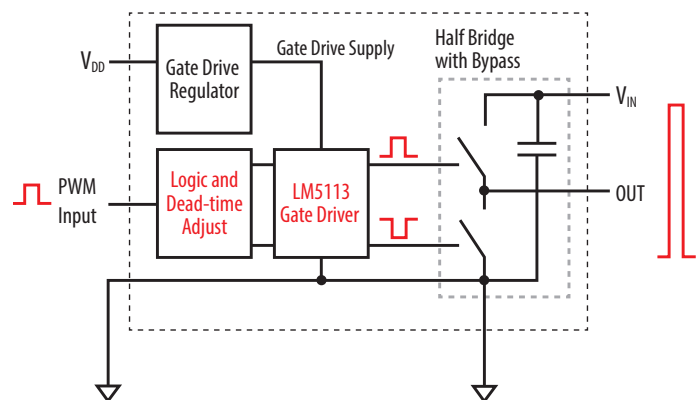 Gate Drive Supply
Half Bridge
with Bypass
V_DD
Gate Drive
Regulator
V_IN
PWM
Input
Logic and
Dead-time
Adjust
LM5113
Gate Driver
OUT